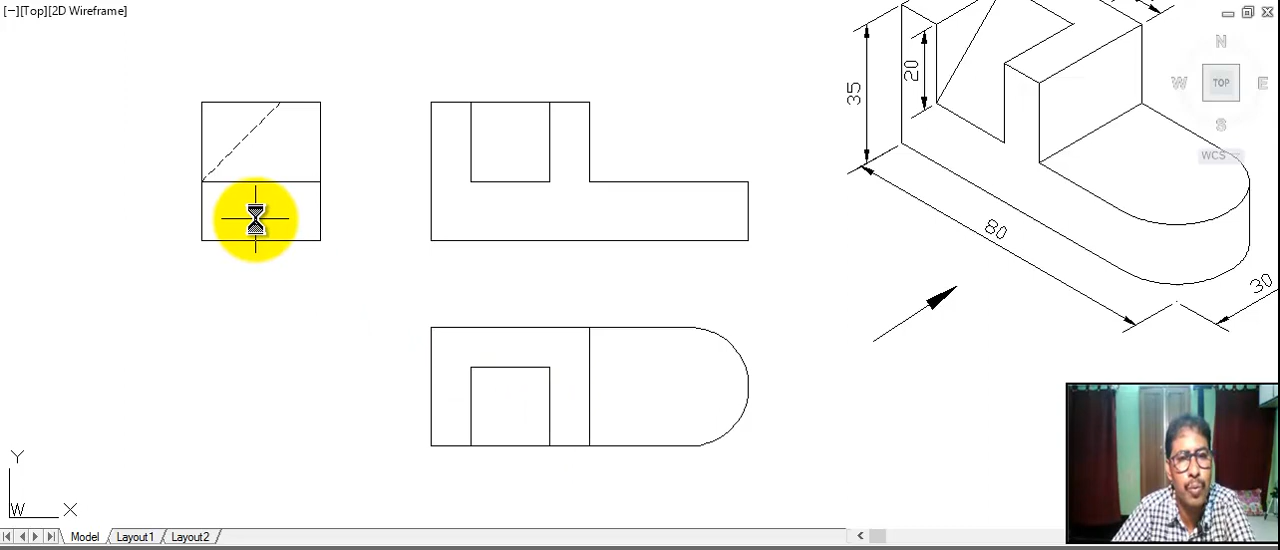 [−][Top][2D Wireframe]
N
W TOP E
S
WCS
35
20
80
30
Y
W X
Model Layout1 Layout2